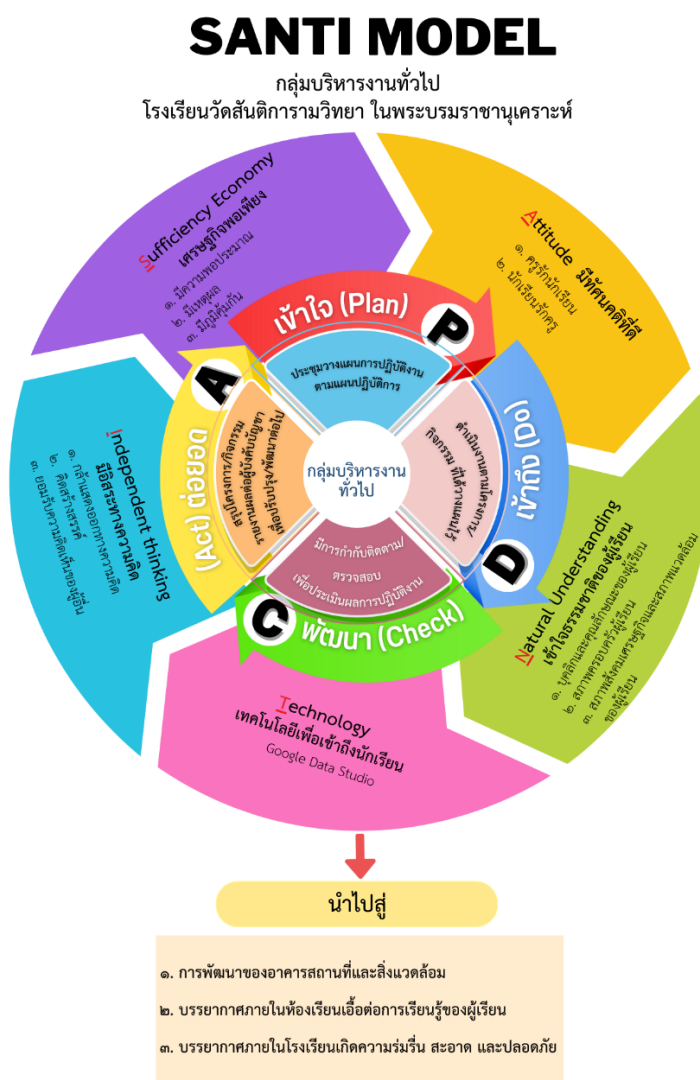 SANTI MODEL
กลุ่มบริหารงานทั่วไป
โรงเรียนวัดสันติการามวิทยา ในพระบรมราชานุเคราะห์
Sufficiency Economy
เศรษฐกิจพอเพียง
๑. มีความพอประมาณ
๒. มีเหตุผล
๓. มีภูมิคุ้มกัน
Attitude มีทัศนคติที่ดี
๑. ครูรักนักเรียน
๒. นักเรียนรักครู
Natural Understanding
เข้าใจธรรมชาติของผู้เรียน
๑. บุคลิกและคุณลักษณะของผู้เรียน
๒. สภาพครอบครัวผู้เรียน
๓. สภาพสังคมเศรษฐกิจและสภาพแวดล้อม
ของผู้เรียน
Technology
เทคโนโลยีเพื่อเข้าถึงนักเรียน
Google Data Studio
Independent thinking
มีอิสระทางความคิด
๑. กล้าแสดงออกทางความคิด
๒. คิดสร้างสรรค์
๓. ยอมรับความคิดเห็นของผู้อื่น
เข้าใจ (Plan)
P
ประชุมวางแผนการปฏิบัติงาน
ตามแผนปฏิบัติการ
เข้าถึง (Do)
D
ดำเนินงานตามโครงการ/
กิจกรรม ที่ได้วางแผนไว้
พัฒนา (Check)
C
มีการกำกับติดตาม/
ตรวจสอบ
เพื่อประเมินผลการปฏิบัติงาน
(Act) ต่อยอด
A
สรุปโครงการ/กิจกรรม
รายงานผลต่อผู้บังคับบัญชา
เพื่อปรับปรุง/พัฒนาต่อไป
กลุ่มบริหารงาน
ทั่วไป
นำไปสู่
๑. การพัฒนาของอาคารสถานที่และสิ่งแวดล้อม
๒. บรรยากาศภายในห้องเรียนเอื้อต่อการเรียนรู้ของผู้เรียน
๓. บรรยากาศภายในโรงเรียนเกิดความร่มรื่น สะอาด และปลอดภัย